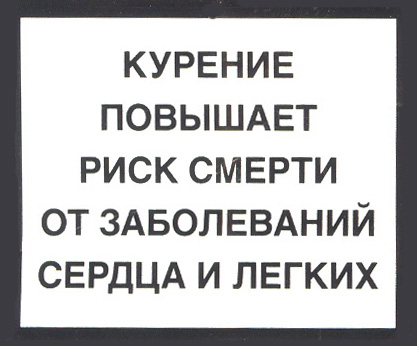 КУРЕНИЕ
ПОВЫШАЕТ
РИСК СМЕРТИ
ОТ ЗАБОЛЕВАНИЙ
СЕРДЦА И ЛЕГКИХ